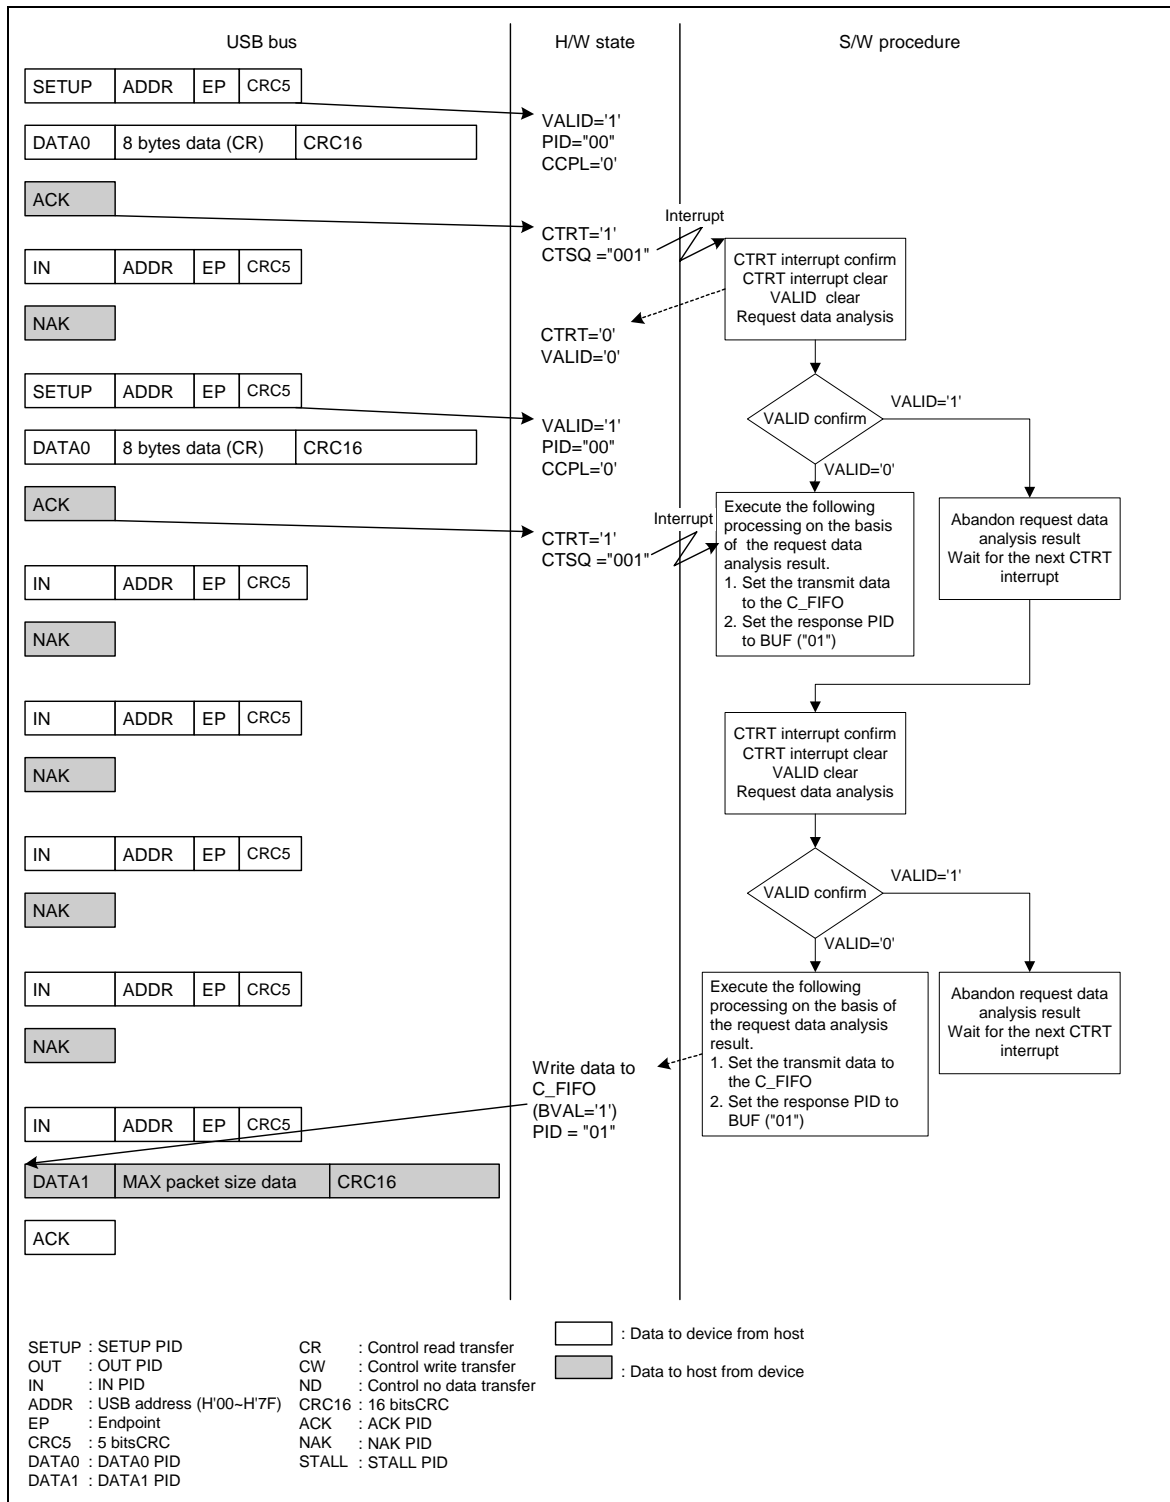 USB bus
H/W state
S/W procedure
SETUP ADDR EP CRC5
VALID='1'
PID="00"
CCPL='0'
DATA0 8 bytes data (CR) CRC16
ACK
Interrupt
CTRT='1'
CTSQ ="001"
CTRT interrupt confirm
CTRT interrupt clear
VALID clear
Request data analysis
IN ADDR EP CRC5
NAK
CTRT='0'
VALID='0'
SETUP ADDR EP CRC5
VALID confirm
VALID='1'
VALID='0'
VALID='1'
PID="00"
CCPL='0'
DATA0 8 bytes data (CR) CRC16
ACK
Interrupt
CTRT='1'
CTSQ ="001"
Execute the following
processing on the basis
of the request data
analysis result.
1. Set the transmit data
to the C_FIFO
2. Set the response PID
to BUF ("01")
Abandon request data
analysis result
Wait for the next CTRT
interrupt
IN ADDR EP CRC5
NAK
IN ADDR EP CRC5
NAK
CTRT interrupt confirm
CTRT interrupt clear
VALID clear
Request data analysis
IN ADDR EP CRC5
NAK
VALID confirm
VALID='1'
VALID='0'
IN ADDR EP CRC5
NAK
Execute the following
processing on the basis of
the request data analysis
result.
1. Set the transmit data to
the C_FIFO
2. Set the response PID to
BUF ("01")
Abandon request data
analysis result
Wait for the next CTRT
interrupt
Write data to
C_FIFO
(BVAL='1')
PID = "01"
IN ADDR EP CRC5
DATA1 MAX packet size data CRC16
ACK
SETUP : SETUP PID
OUT : OUT PID
IN : IN PID
ADDR : USB address (H'00~H'7F)
EP : Endpoint
CRC5 : 5 bitsCRC
DATA0 : DATA0 PID
DATA1 : DATA1 PID
CR : Control read transfer
CW : Control write transfer
ND : Control no data transfer
CRC16 : 16 bitsCRC
ACK : ACK PID
NAK : NAK PID
STALL : STALL PID
: Data to device from host
: Data to host from device